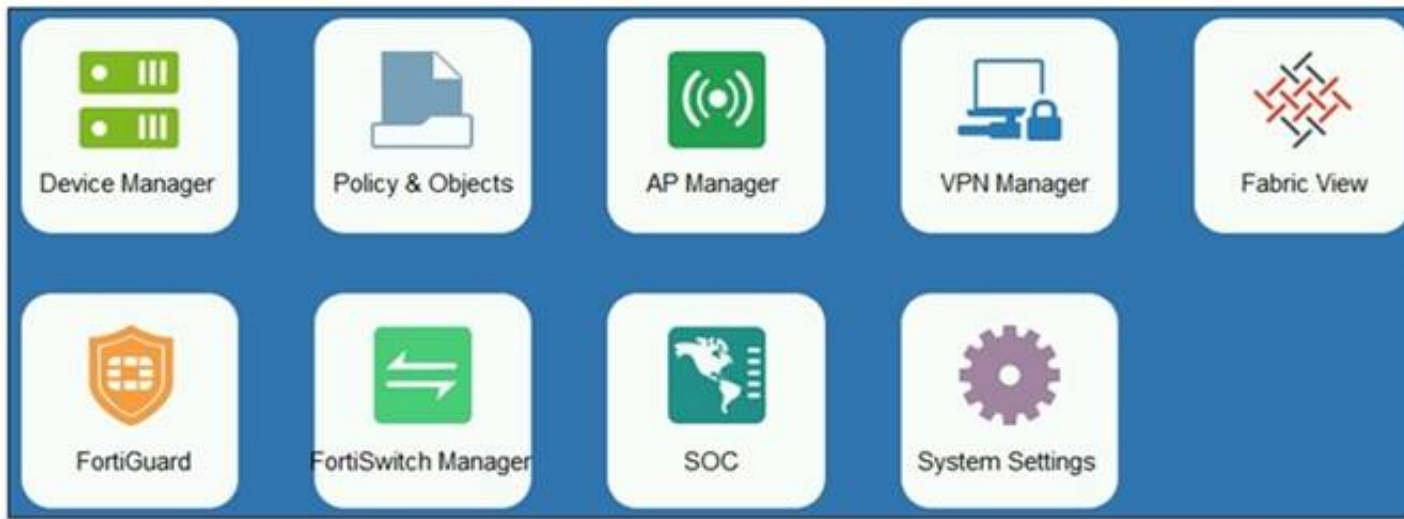 Device Manager
Policy & Objects
AP Manager
VPN Manager
Fabric View
FortiGuard
FortiSwitch Manager
SOC
System Settings